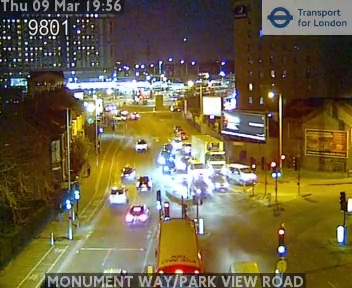 Thu 09 Mar 19:56
9801
Transport
for London
MONUMENT WAY/PARK VIEW ROAD